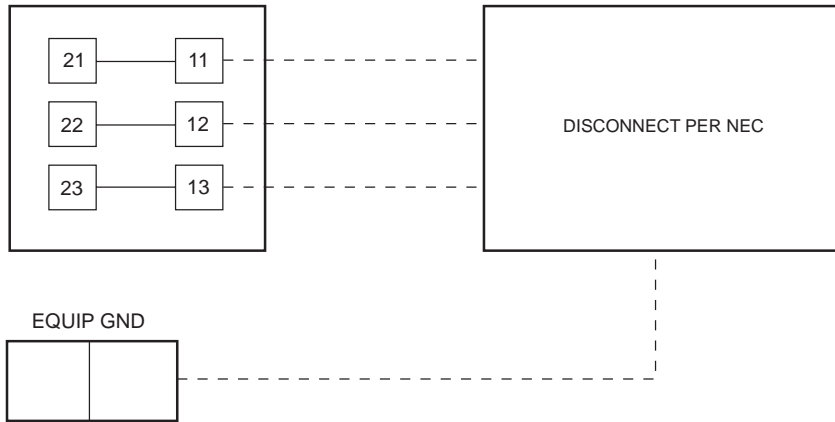 21 11
22 12
23 13
DISCONNECT PER NEC
EQUIP GND